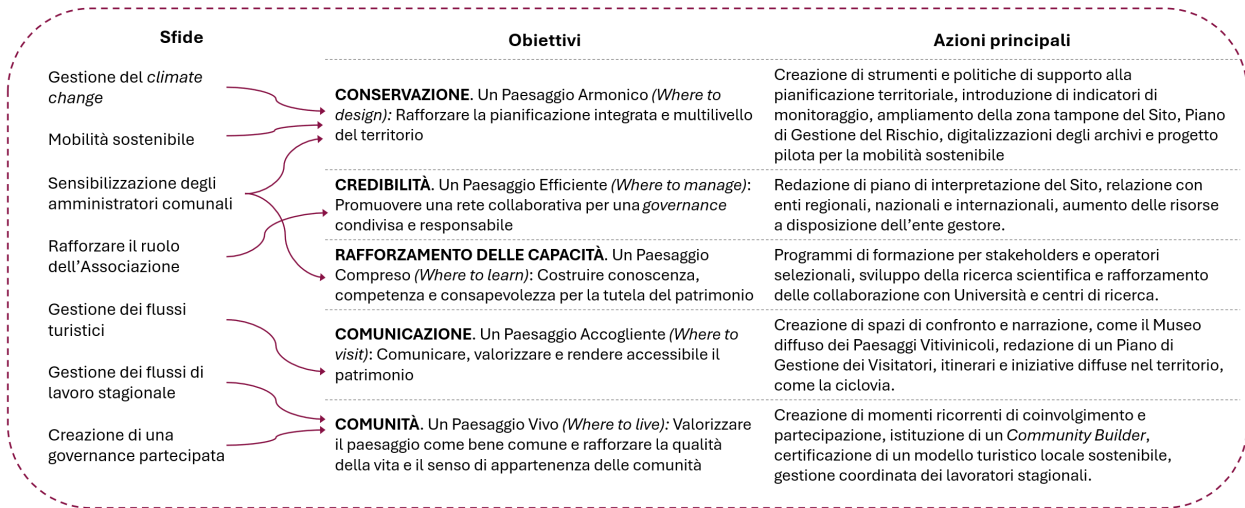 Sfide
Obiettivi
Azioni principali
Gestione del climate
change
Mobilità sostenibile
Sensibilizzazione degli
amministratori comunali
Rafforzare il ruolo
dell'Associazione
Gestione dei flussi
turistici
Gestione dei flussi di
lavoro stagionale
Creazione di una
governance partecipata
CONSERVAZIONE. Un Paesaggio Armonico (Where to
design): Rafforzare la pianificazione integrata e multilivello
del territorio
Creazione di strumenti e politiche di supporto alla
pianificazione territoriale, introduzione di indicatori di
monitoraggio, ampliamento della zona tampone del Sito, Piano
di Gestione del Rischio, digitalizzazioni degli archivi e progetto
pilota per la mobilità sostenibile
CREDIBILITÀ. Un Paesaggio Efficiente (Where to manage):
Promuovere una rete collaborativa per una governance
condivisa e responsabile
Redazione di piano di interpretazione del Sito, relazione con
enti regionali, nazionali e internazionali, aumento delle risorse
a disposizione dell'ente gestore.
RAFFORZAMENTO DELLE CAPACITÀ. Un Paesaggio
Compreso (Where to learn): Costruire conoscenza,
competenza e consapevolezza per la tutela del patrimonio
Programmi di formazione per stakeholders e operatori
selezionali, sviluppo della ricerca scientifica e rafforzamento
delle collaborazione con Università e centri di ricerca.
COMUNICAZIONE. Un Paesaggio Accogliente (Where to
visit): Comunicare, valorizzare e rendere accessibile il
patrimonio
Creazione di spazi di confronto e narrazione, come il Museo
diffuso dei Paesaggi Vitivinicoli, redazione di un Piano di
Gestione dei Visitatori, itinerari e iniziative diffuse nel territorio,
come la ciclovia.
COMUNITÀ. Un Paesaggio Vivo (Where to live): Valorizzare
il paesaggio come bene comune e rafforzare la qualità
della vita e il senso di appartenenza delle comunità
Creazione di momenti ricorrenti di coinvolgimento e
partecipazione, istituzione di un Community Builder,
certificazione di un modello turistico locale sostenibile,
gestione coordinata dei lavoratori stagionali.